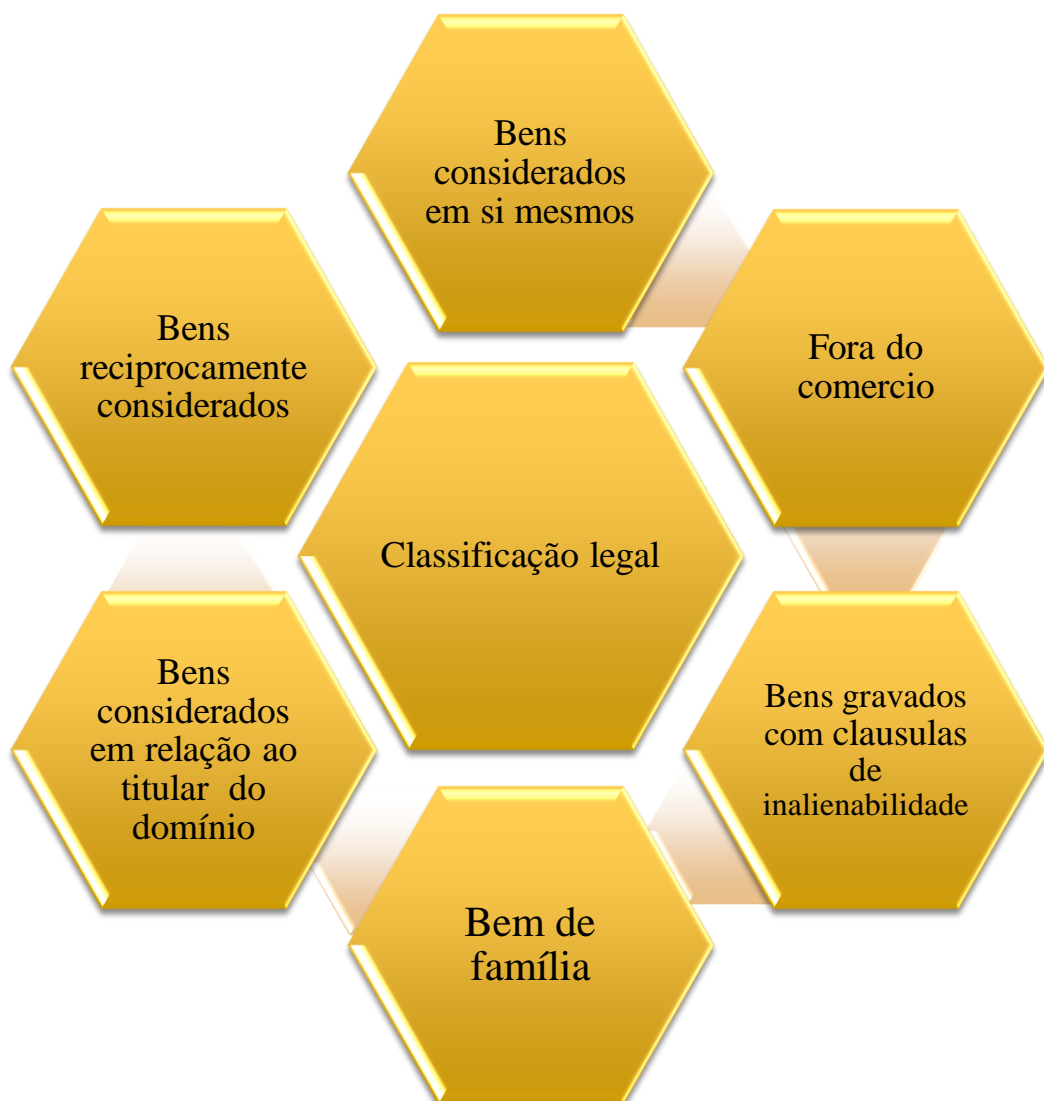 Bens
considerados
em si mesmos
Fora do
comercio
Bens gravados
com clausulas
de
inalienabilidade
Bem de
família
Bens
considerados
em relação ao
titular do
domínio
Bens
reciprocamente
considerados
Classificação legal